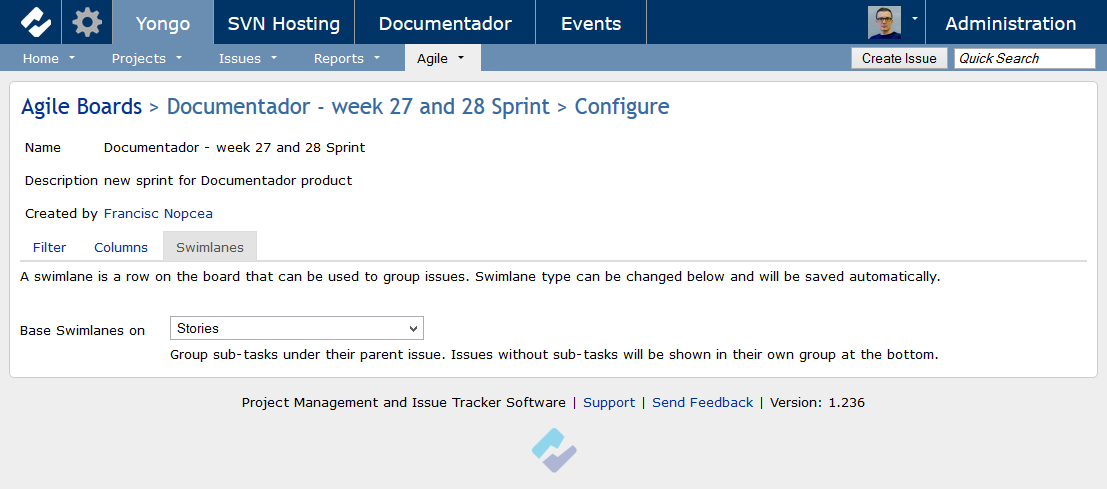 Yongo SVN Hosting Documentador Events Administration
Home Projects Issues Reports Agile Create Issue Quick Search
Agile Boards > Documentador - week 27 and 28 Sprint > Configure
Name Documentador - week 27 and 28 Sprint
Description new sprint for Documentador product
Created by Francisc Nopcea
Filter Columns Swimlanes
A swimlane is a row on the board that can be used to group issues. Swimlane type can be changed below and will be saved automatically.
Base Swimlanes on Stories
Group sub-tasks under their parent issue. Issues without sub-tasks will be shown in their own group at the bottom.
Project Management and Issue Tracker Software | Support | Send Feedback | Version: 1.236